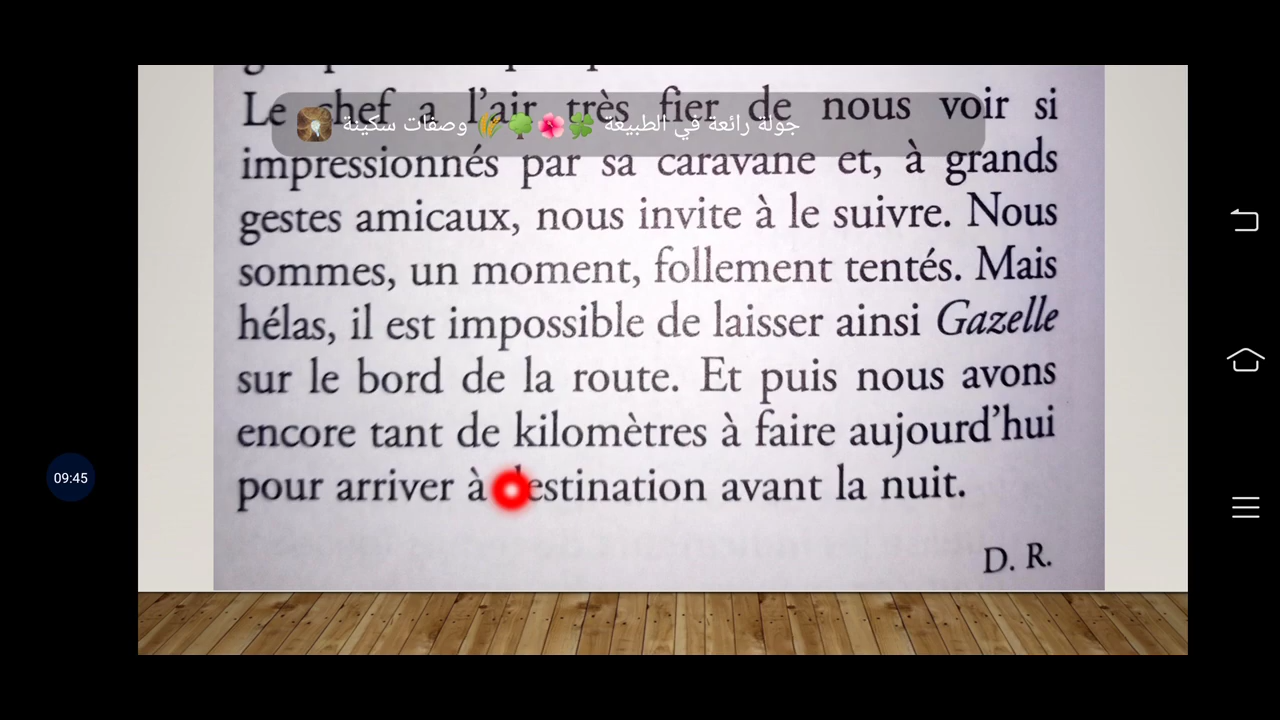 Le chef a l'air très fier de nous voir si
جولة رائعة في الطبيعة 🍀🌺🌳🌾 وصفات سكينة
impressionnés par sa caravane et, à grands
gestes amicaux, nous invite à le suivre. Nous
sommes, un moment, follement tentés. Mais
hélas, il est impossible de laisser ainsi Gazelle
sur le bord de la route. Et puis nous avons
encore tant de kilomètres à faire aujourd'hui
09:45
pour arriver à destination avant la nuit.
D. R.